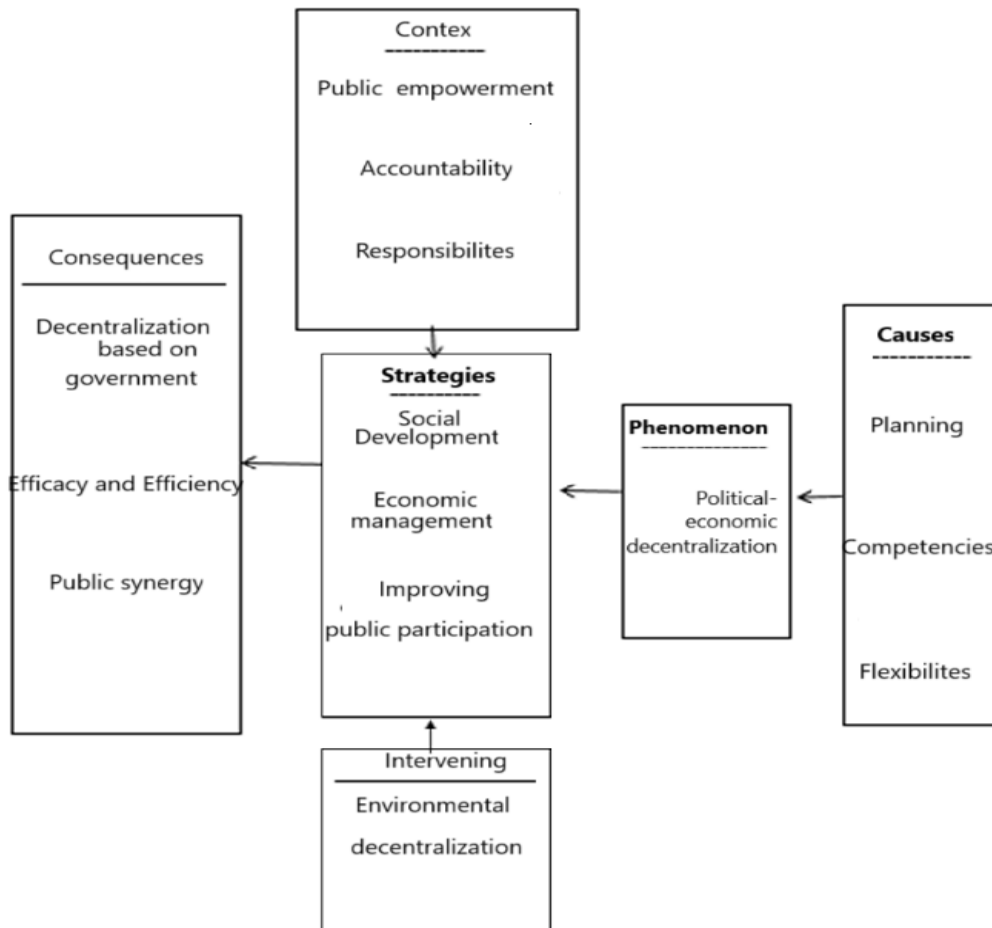 Contex
Public empowerment
Accountability
Responsibilites
Consequences
Decentralization
based on
government
Efficacy and Efficiency
Public synergy
Strategies
Social
Development
Economic
management
Improving
public participation
Phenomenon
Political-
economic
decentralization
Causes
Planning
Competencies
Flexibilites
Intervening
Environmental
decentralization